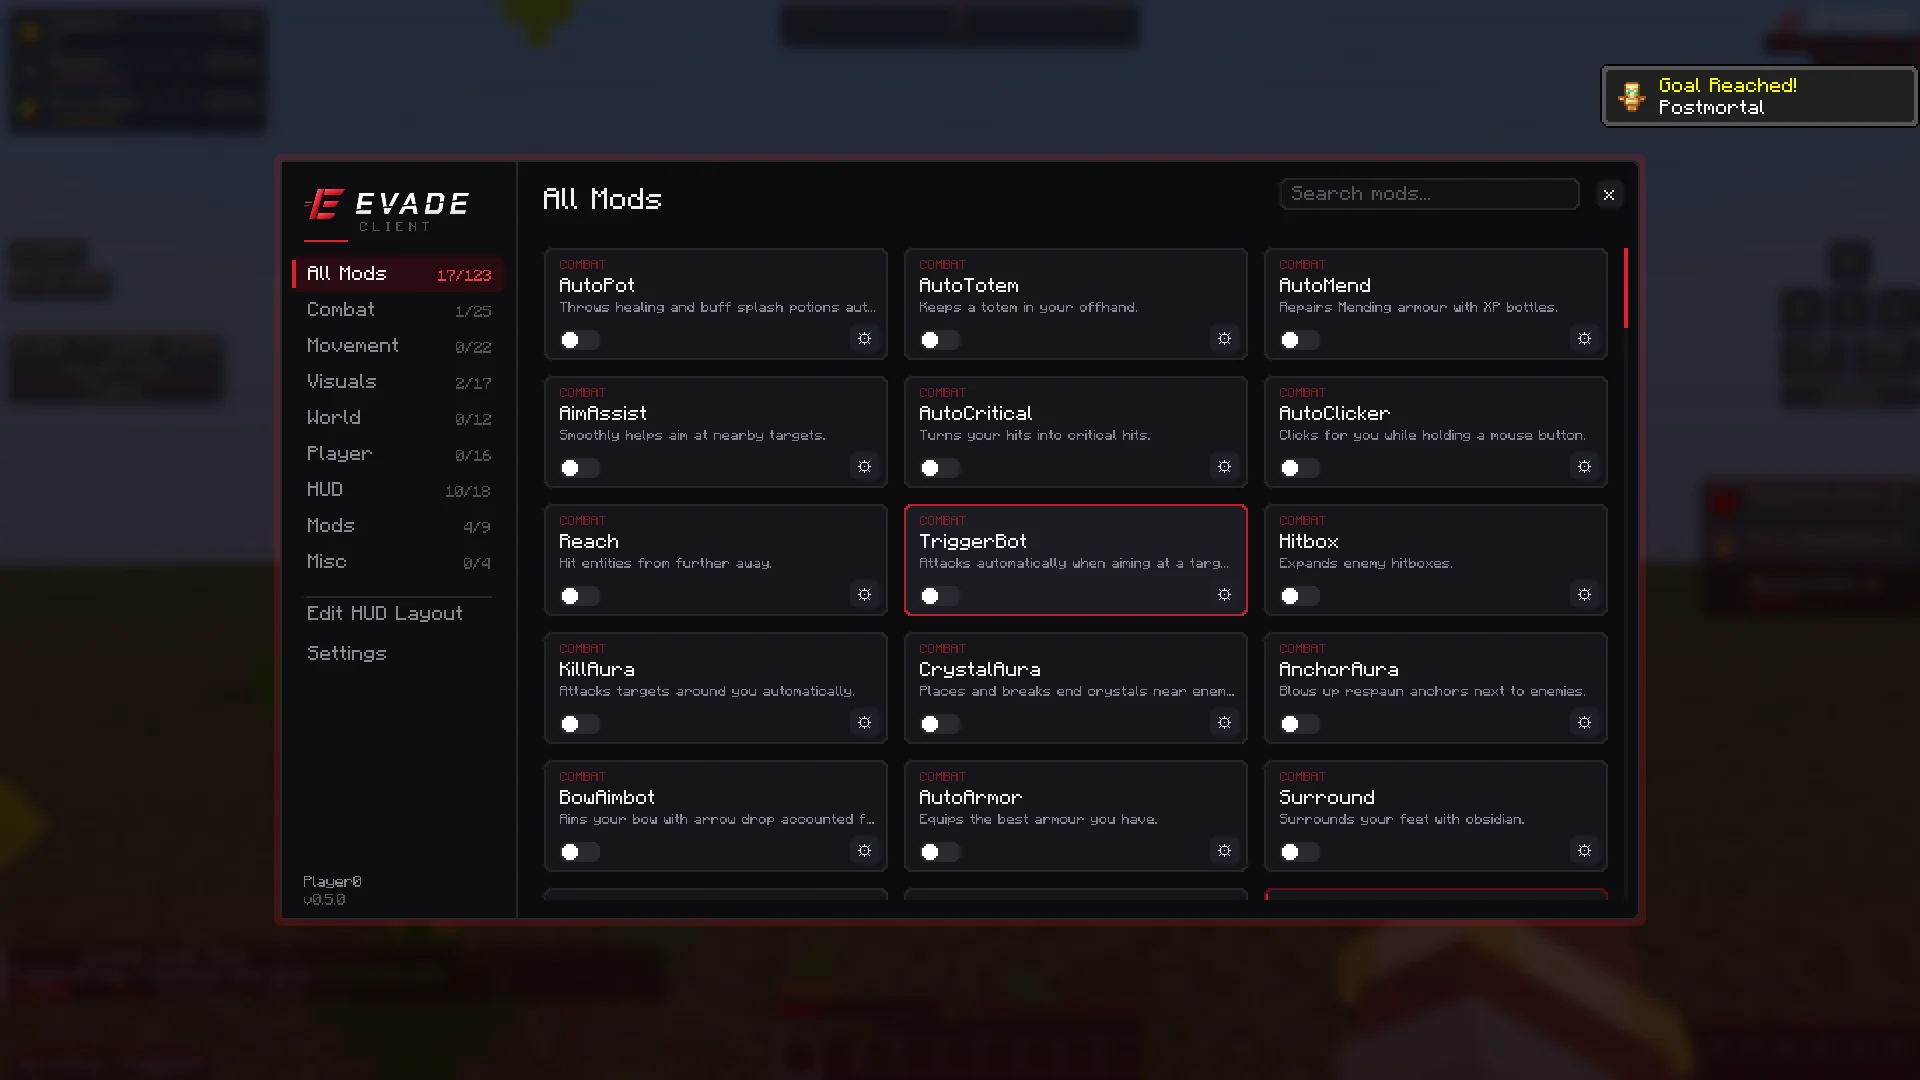 Goal Reached!
Postmortal
EVADE
CLIENT
All Mods 17/123
Combat 1/25
Movement 0/22
Visuals 2/17
World 0/12
Player 0/16
HUD 10/18
Mods 4/9
Misc 0/4
Edit HUD Layout
Settings
Player0
v0.5.0
All Mods
Search mods...
COMBAT
AutoPot
Throws healing and buff splash potions aut...
COMBAT
AutoTotem
Keeps a totem in your offhand.
COMBAT
AutoMend
Repairs Mending armour with XP bottles.
COMBAT
AimAssist
Smoothly helps aim at nearby targets.
COMBAT
AutoCritical
Turns your hits into critical hits.
COMBAT
AutoClicker
Clicks for you while holding a mouse button.
COMBAT
Reach
Hit entities from further away.
COMBAT
TriggerBot
Attacks automatically when aiming at a targ...
COMBAT
Hitbox
Expands enemy hitboxes.
COMBAT
KillAura
Attacks targets around you automatically.
COMBAT
CrystalAura
Places and breaks end crystals near enem...
COMBAT
AnchorAura
Blows up respawn anchors next to enemies.
COMBAT
BowAimbot
Aims your bow with arrow drop accounted f...
COMBAT
AutoArmor
Equips the best armour you have.
COMBAT
Surround
Surrounds your feet with obsidian.